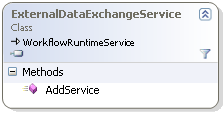 ExternalDataExchangeService
Class
WorkflowRuntimeService
Methods
AddService